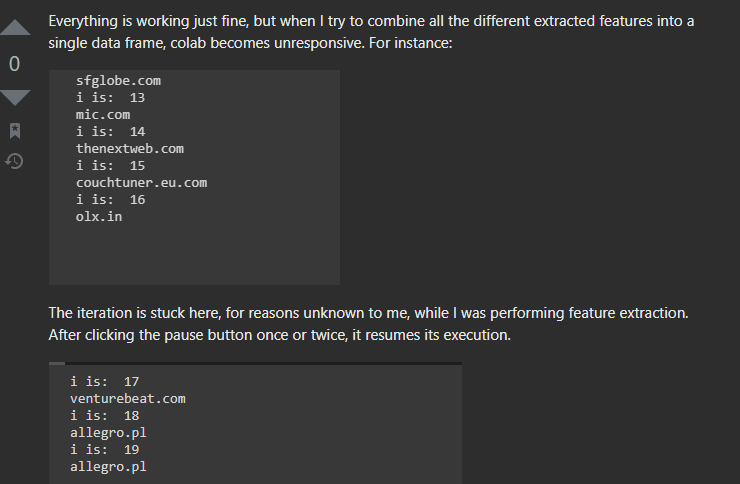 Everything is working just fine, but when I try to combine all the different extracted features into a
single data frame, colab becomes unresponsive. For instance:
0
sfglobe.com
i is:  13
mic.com
i is:  14
thenextweb.com
i is:  15
couchtuner.eu.com
i is:  16
olx.in
The iteration is stuck here, for reasons unknown to me, while I was performing feature extraction.
After clicking the pause button once or twice, it resumes its execution.
i is:  17
venturebeat.com
i is:  18
allegro.pl
i is:  19
allegro.pl